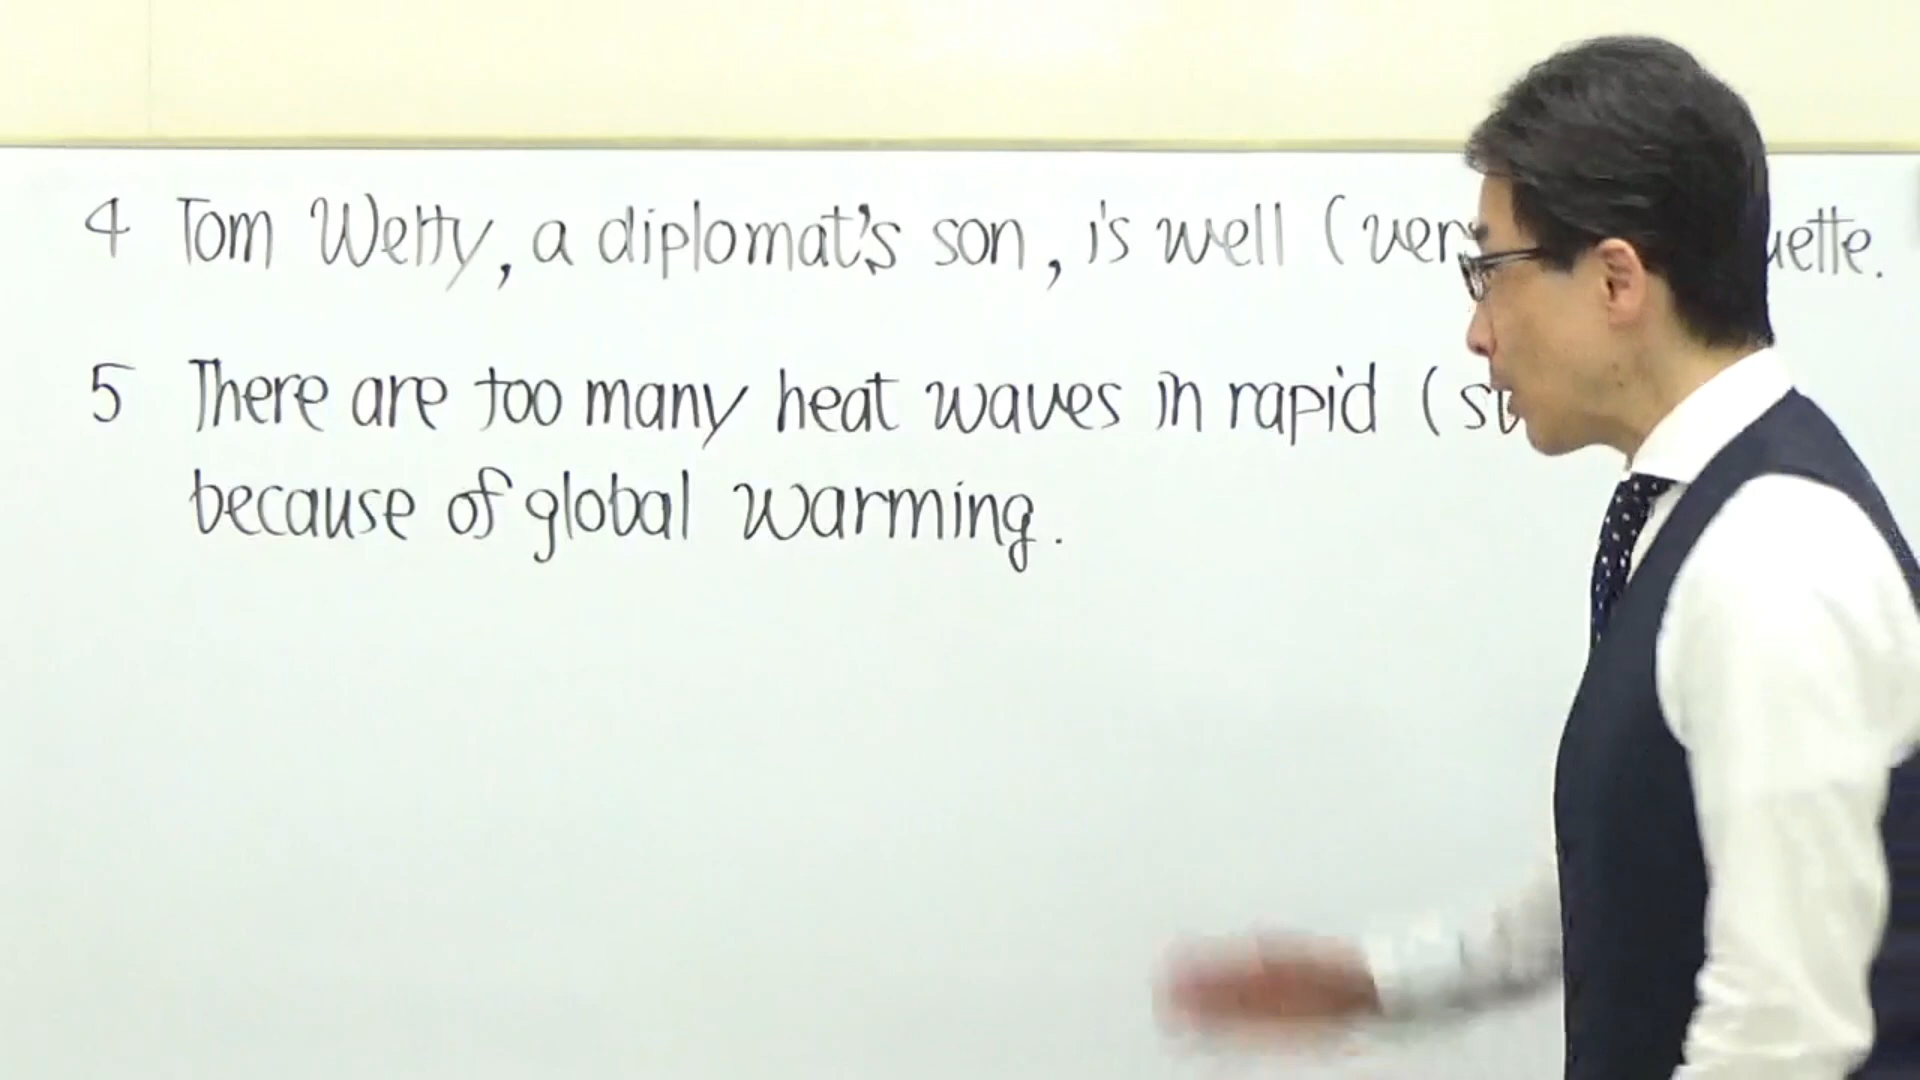 4 Tom Welty, a diplomat's son, is well (
5 There are too many heat waves in rapid (
because of global warming.